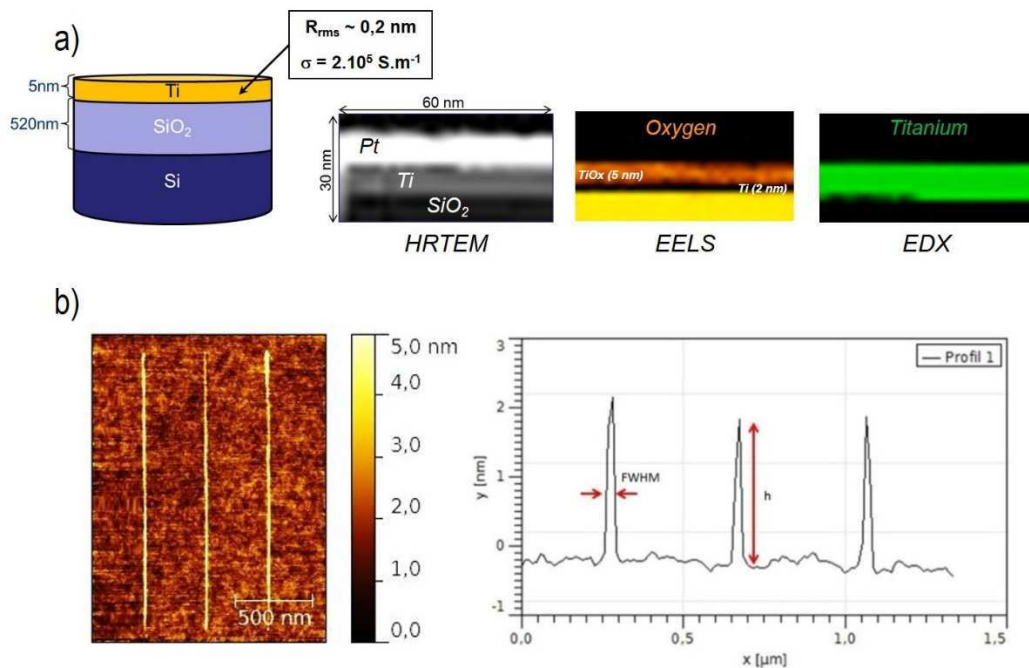 a)
R_rms ~ 0,2 nm
σ = 2.10⁵ S.m⁻¹
5nm
Ti
520nm
SiO₂
Si
60 nm
30 nm
Pt
Ti
SiO₂
HRTEM
Oxygen
TiOx (5 nm)
Ti (2 nm)
EELS
Titanium
EDX
b)
5,0 nm
4,0
3,0
2,0
1,0
0,0
500 nm
3
2
1
0
-1
y [nm]
Profil 1
FWHM
h
0,0
0,5
1,0
1,5
x [µm]